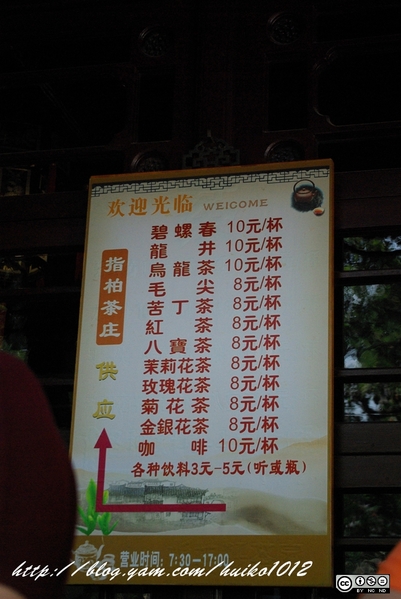 欢迎光临 WELCOME
指柏茶庄
供应
碧螺春 10元/杯
龍井 10元/杯
烏龍茶 10元/杯
毛尖 8元/杯
苦丁茶 8元/杯
紅茶 8元/杯
八寶茶 8元/杯
茉莉花茶 8元/杯
玫瑰花茶 8元/杯
菊花茶 8元/杯
金銀花茶 8元/杯
咖啡 10元/杯
各种饮料3元-5元(听或瓶)
营业时间: 7:30-17:00
http://blog.yam.com/huiko1012
cc BY NC ND